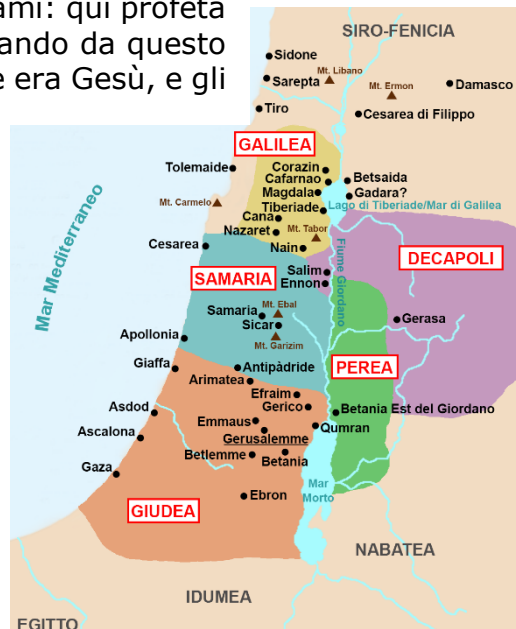 ami: qui profeta
ando da questo
e era Gesù, e gli
SIRO-FENICIA
Sidone
Mt. Libano
Sarepta
Mt. Ermon
Damasco
Tiro
Cesarea di Filippo
GALILEA
Tolemaide
Corazin
Cafarnao
Betsaida
Magdala
Gadara?
Mt. Carmelo
Tiberiade
Lago di Tiberiade/Mar di Galilea
Cana
Nazaret
Mt. Tabor
Cesarea
Nain
Mar Mediterraneo
Fiume Giordano
DECAPOLI
Salim
SAMARIA
Ennon
Samaria
Mt. Ebal
Sicar
Gerasa
Mt. Garizim
Apollonia
Giaffa
Antipàdride
PEREA
Arimatea
Efraim
Gerico
Betania Est del Giordano
Asdod
Emmaus
Qumran
Ascalona
Gerusalemme
Betlemme
Betania
Gaza
Mar
Morto
Ebron
GIUDEA
NABATEA
IDUMEA
EGITTO